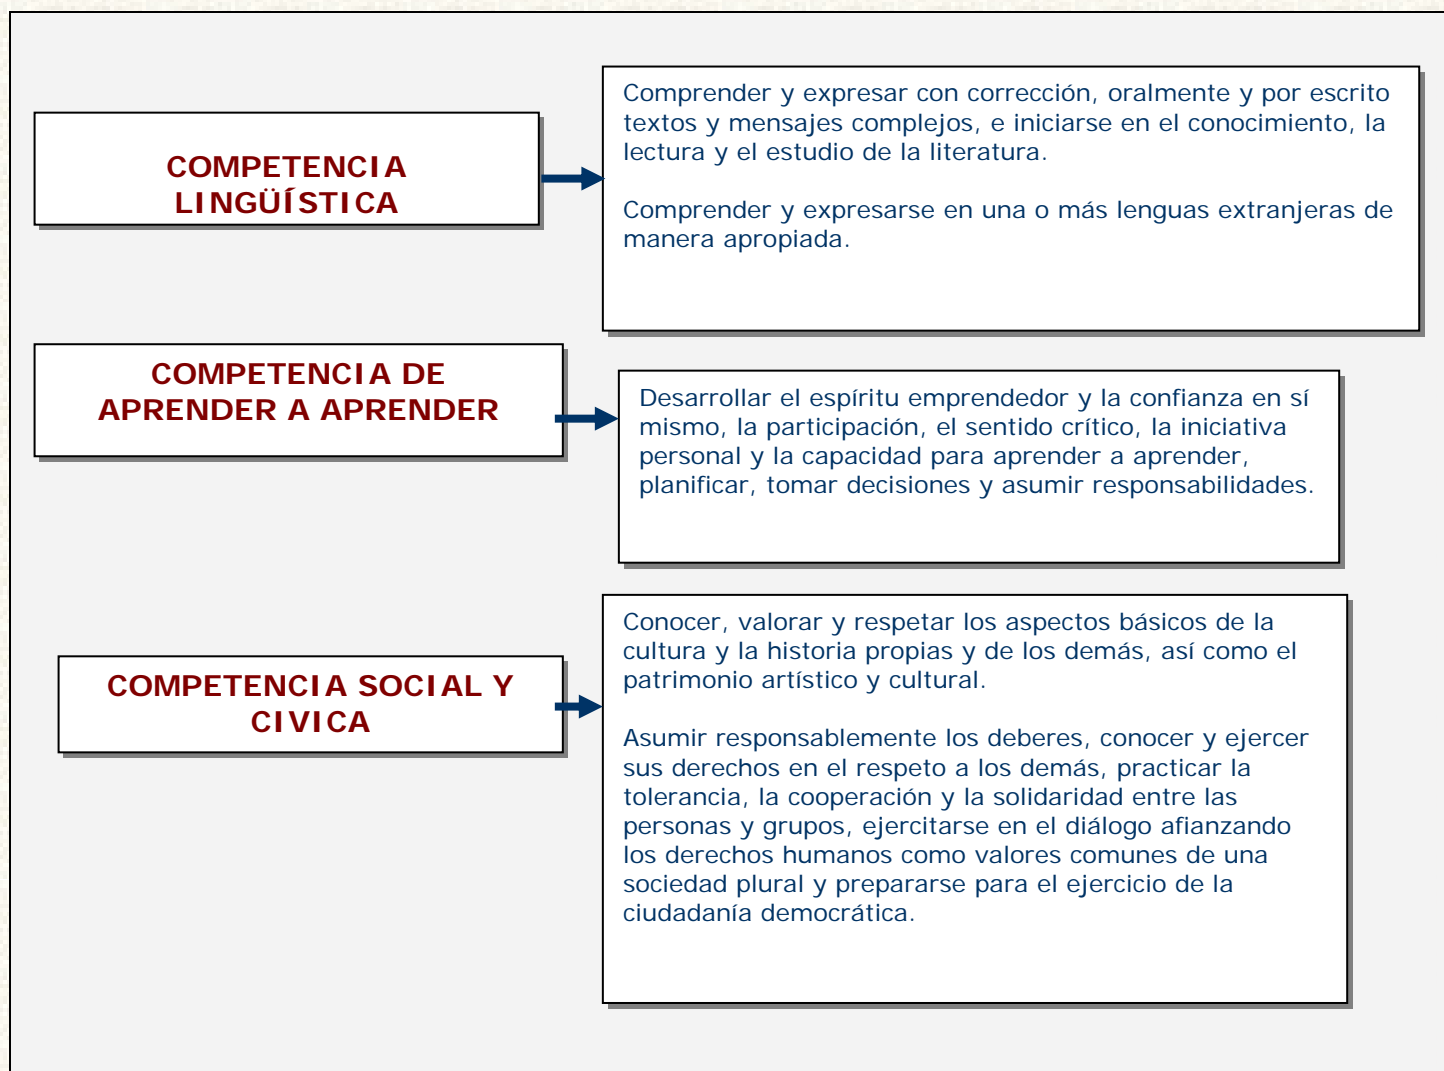 COMPETENCIA
LINGÜÍSTICA
Comprender y expresar con corrección, oralmente y por escrito
textos y mensajes complejos, e iniciarse en el conocimiento, la
lectura y el estudio de la literatura.
Comprender y expresarse en una o más lenguas extranjeras de
manera apropiada.
COMPETENCIA DE
APRENDER A APRENDER
Desarrollar el espíritu emprendedor y la confianza en sí
mismo, la participación, el sentido crítico, la iniciativa
personal y la capacidad para aprender a aprender,
planificar, tomar decisiones y asumir responsabilidades.
COMPETENCIA SOCIAL Y
CIVICA
Conocer, valorar y respetar los aspectos básicos de la
cultura y la historia propias y de los demás, así como el
patrimonio artístico y cultural.
Asumir responsablemente los deberes, conocer y ejercer
sus derechos en el respeto a los demás, practicar la
tolerancia, la cooperación y la solidaridad entre las
personas y grupos, ejercitarse en el diálogo afianzando
los derechos humanos como valores comunes de una
sociedad plural y prepararse para el ejercicio de la
ciudadanía democrática.